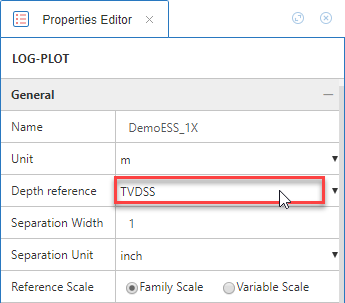 Properties Editor
LOG-PLOT
General
Name DemoESS_1X
Unit m
Depth reference TVDSS
Separation Width 1
Separation Unit inch
Reference Scale Family Scale Variable Scale